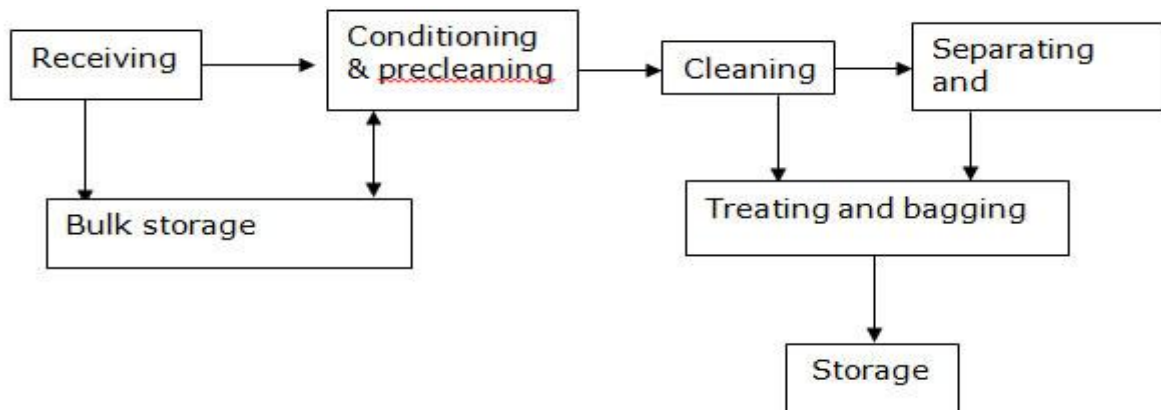 Receiving
Conditioning
& precleaning
Cleaning
Separating
and
Bulk storage
Treating and bagging
Storage